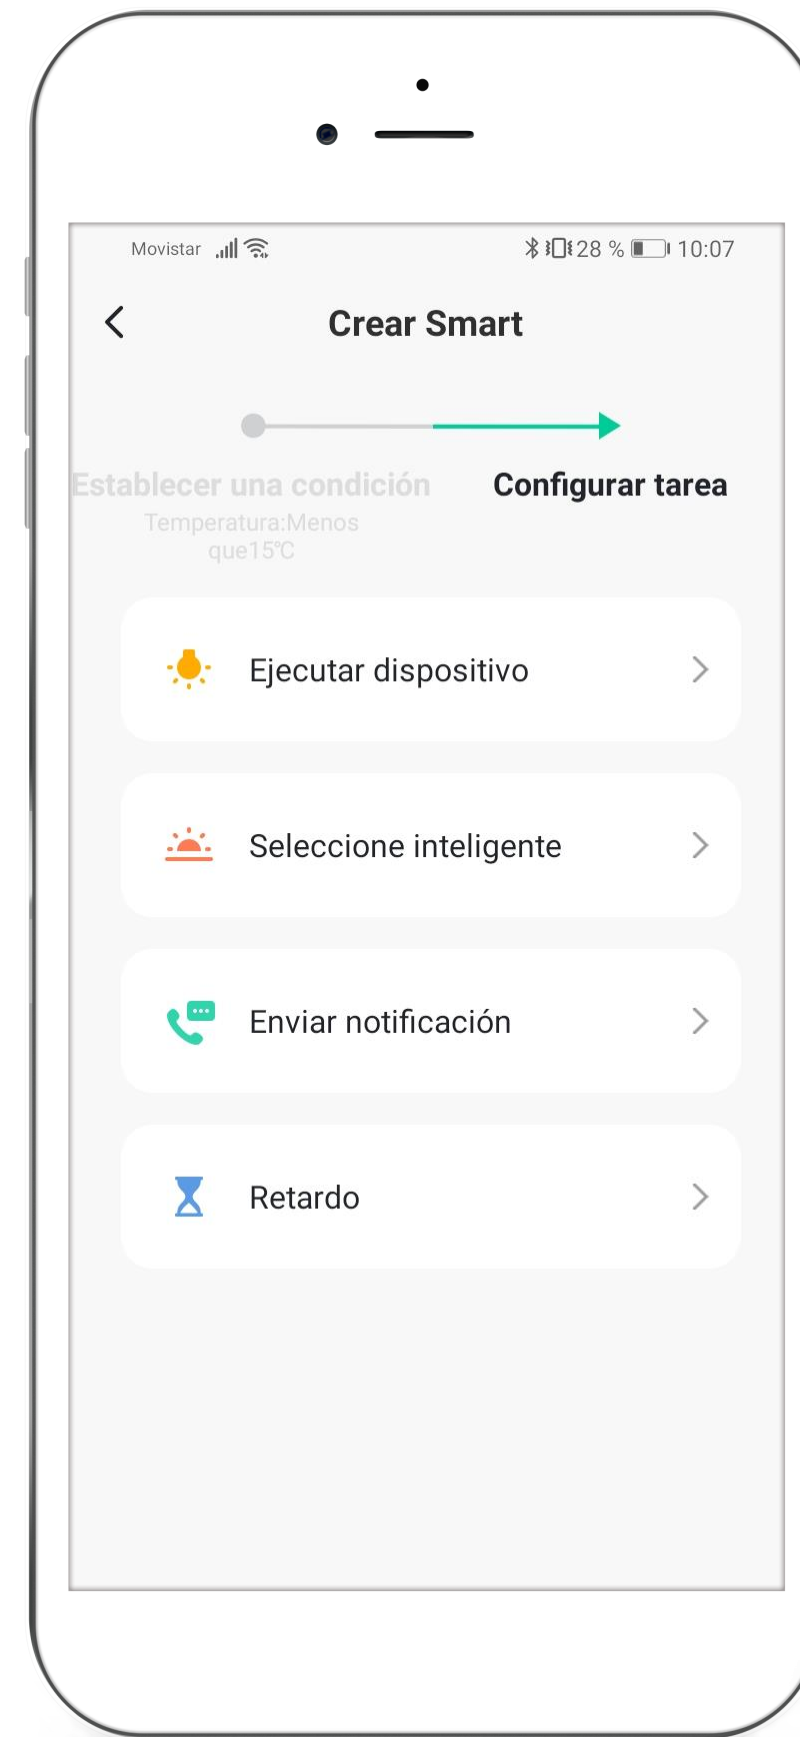 Movistar 28 % 10:07
Crear Smart
Establecer una condición Configurar tarea
Temperatura:Menos
que15℃
Ejecutar dispositivo
Seleccione inteligente
Enviar notificación
Retardo